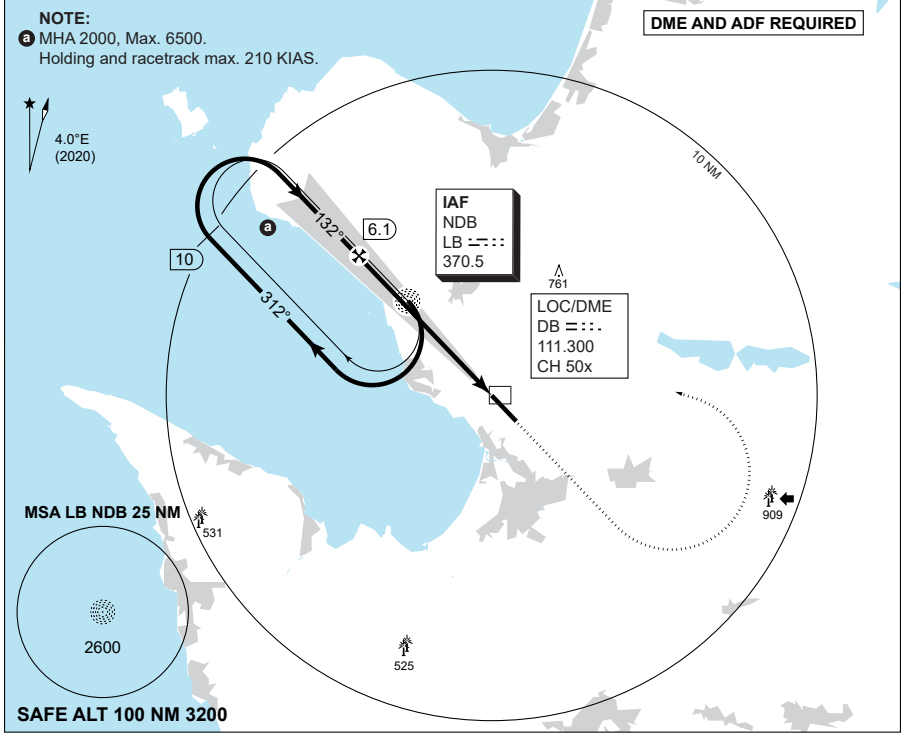 NOTE:
a MHA 2000, Max. 6500.
Holding and racetrack max. 210 KIAS.
DME AND ADF REQUIRED
4.0°E
(2020)
10 NM
132°
6.1
a
10
312°
IAF
NDB
LB
370.5
761
LOC/DME
DB
111.300
CH 50x
909
MSA LB NDB 25 NM
531
2600
525
SAFE ALT 100 NM 3200